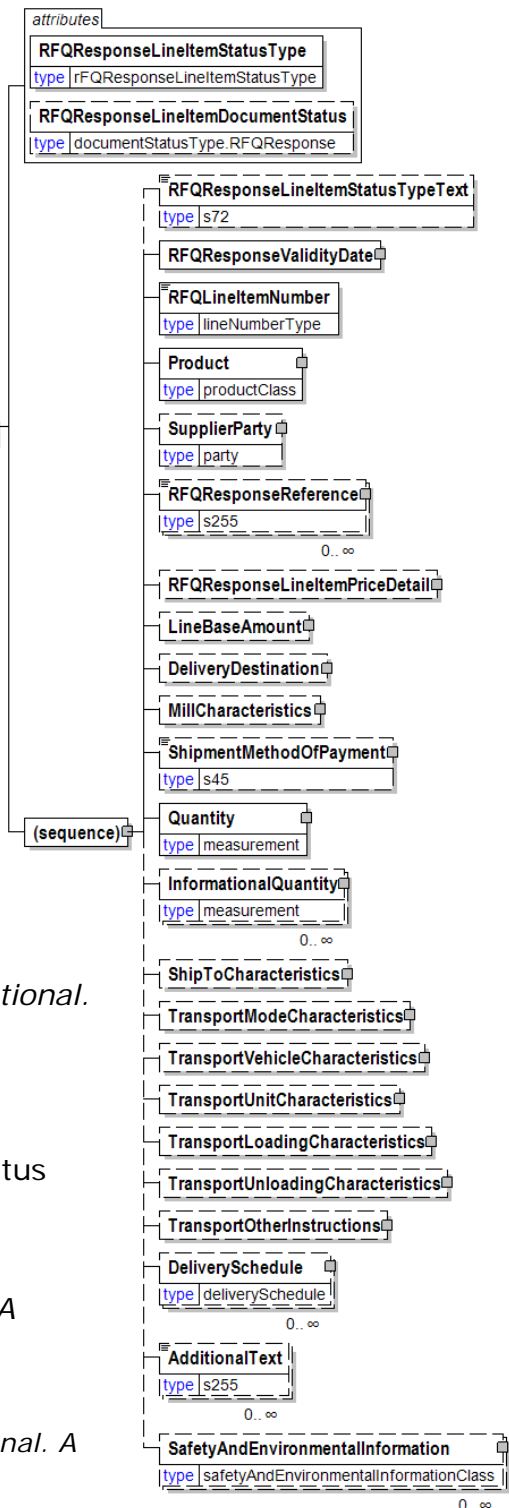 attributes
RFQResponseLineItemStatusType
type rFQResponseLineItemStatusType
RFQResponseLineItemDocumentStatus
type documentStatusType.RFQResponse
RFQResponseLineItemStatusTypeText
type s72
RFQResponseValidityDate
RFQLineItemNumber
type lineNumberType
Product
type productClass
SupplierParty
type party
RFQResponseReference
type s255
0.. ∞
RFQResponseLineItemPriceDetail
LineBaseAmount
DeliveryDestination
MillCharacteristics
ShipmentMethodOfPayment
type s45
(sequence)
Quantity
type measurement
InformationalQuantity
type measurement
0.. ∞
tional.
ShipToCharacteristics
TransportModeCharacteristics
TransportVehicleCharacteristics
TransportUnitCharacteristics
TransportLoadingCharacteristics
tus
TransportUnloadingCharacteristics
TransportOtherInstructions
DeliverySchedule
type deliverySchedule
A
0.. ∞
AdditionalText
type s255
0.. ∞
nal. A
SafetyAndEnvironmentalInformation
type safetyAndEnvironmentalInformationClass
0.. ∞